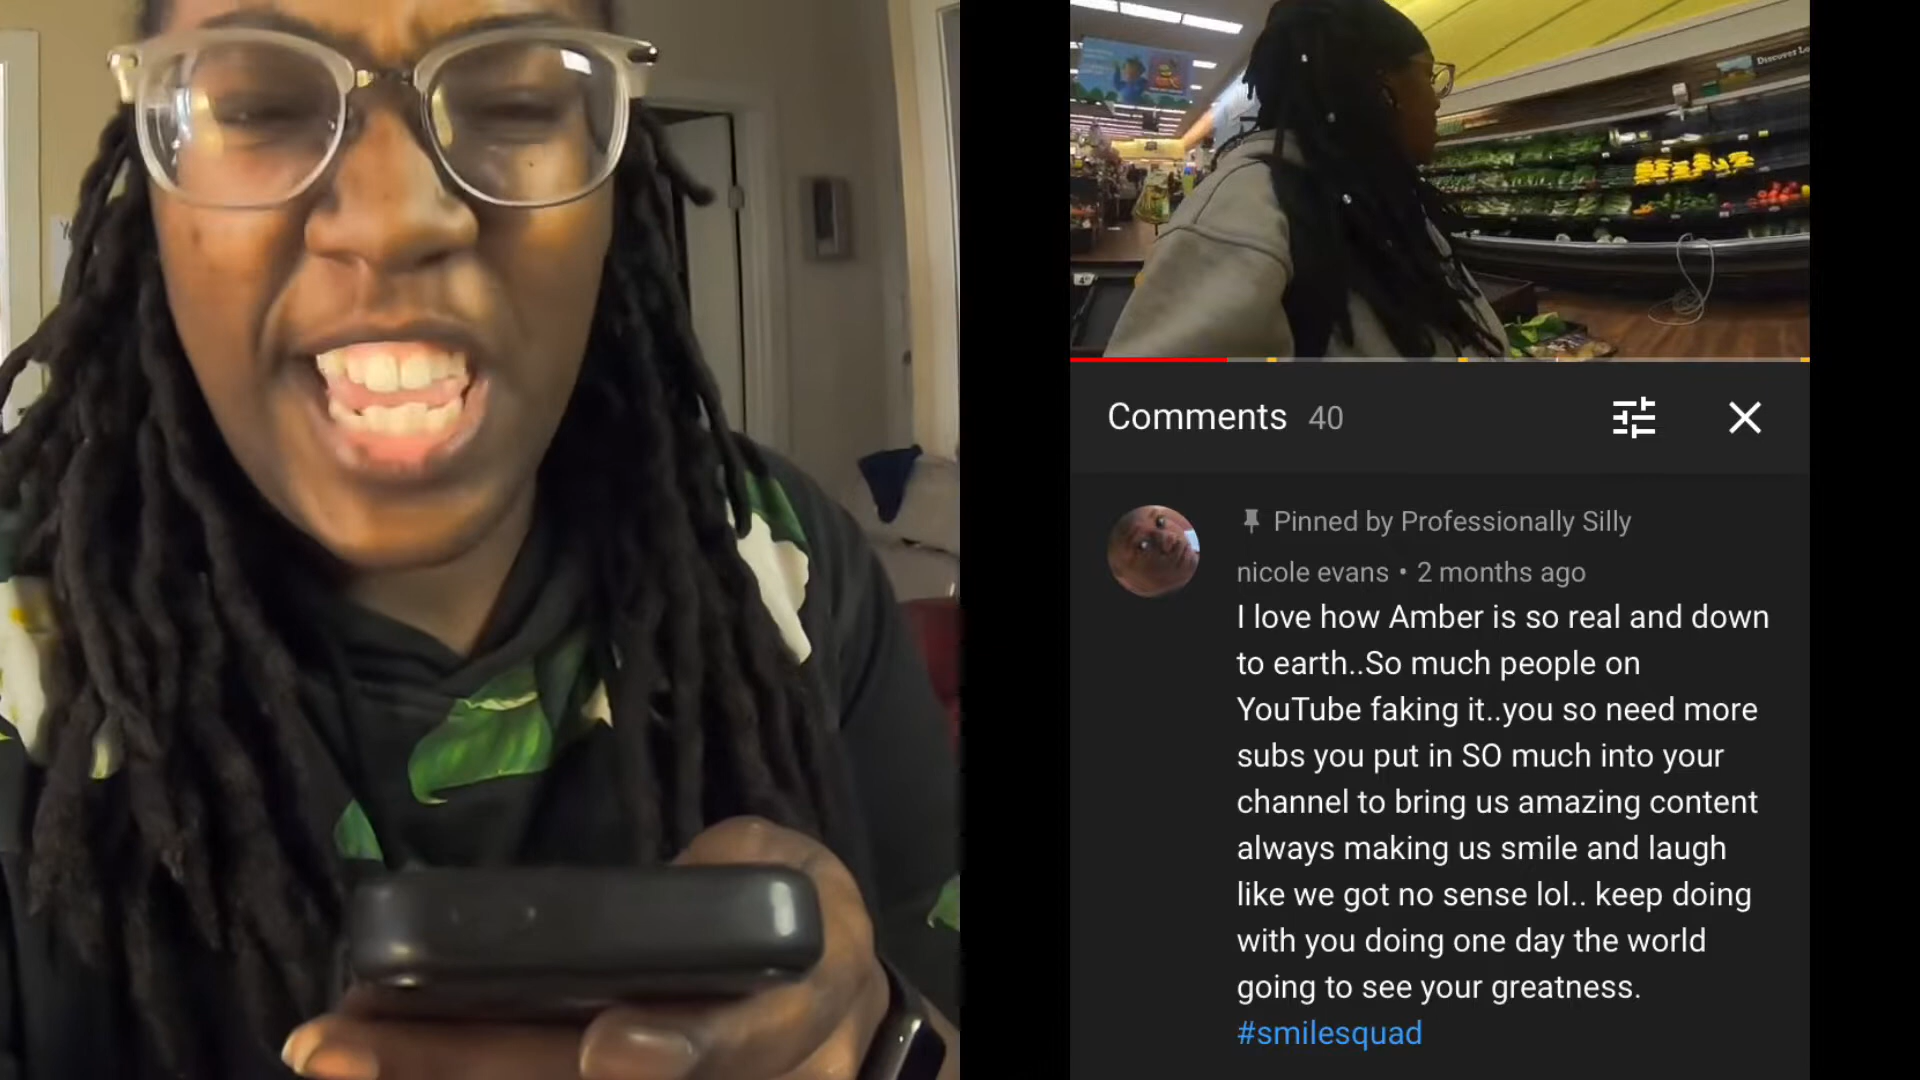 Discover
Comments 40
Pinned by Professionally Silly
nicole evans • 2 months ago
I love how Amber is so real and down
to earth..So much people on
YouTube faking it..you so need more
subs you put in SO much into your
channel to bring us amazing content
always making us smile and laugh
like we got no sense lol.. keep doing
with you doing one day the world
going to see your greatness.
#smilesquad